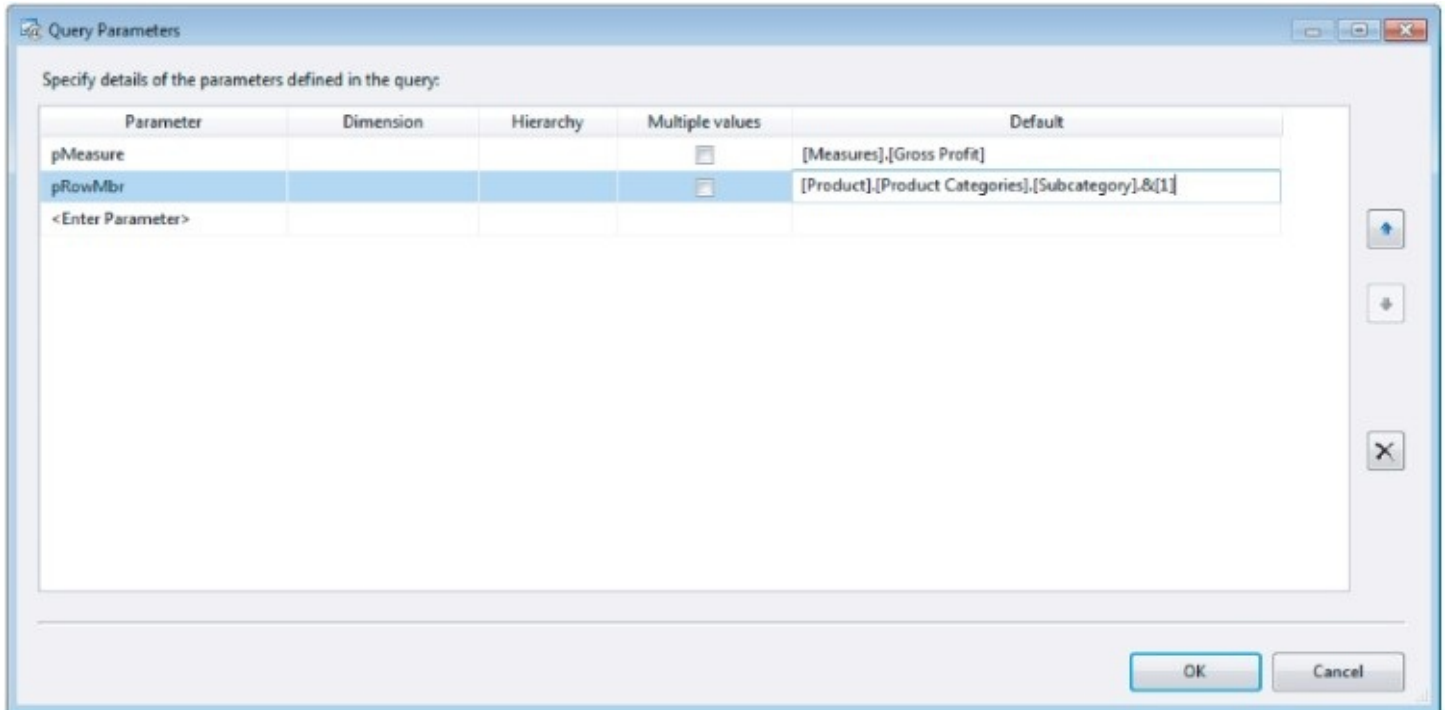 Query Parameters
Specify details of the parameters defined in the query:
Parameter Dimension Hierarchy Multiple values Default
pMeasure [Measures].[Gross Profit]
pRowMbr [Product].[Product Categories].[Subcategory].&[1]
<Enter Parameter>
OK Cancel